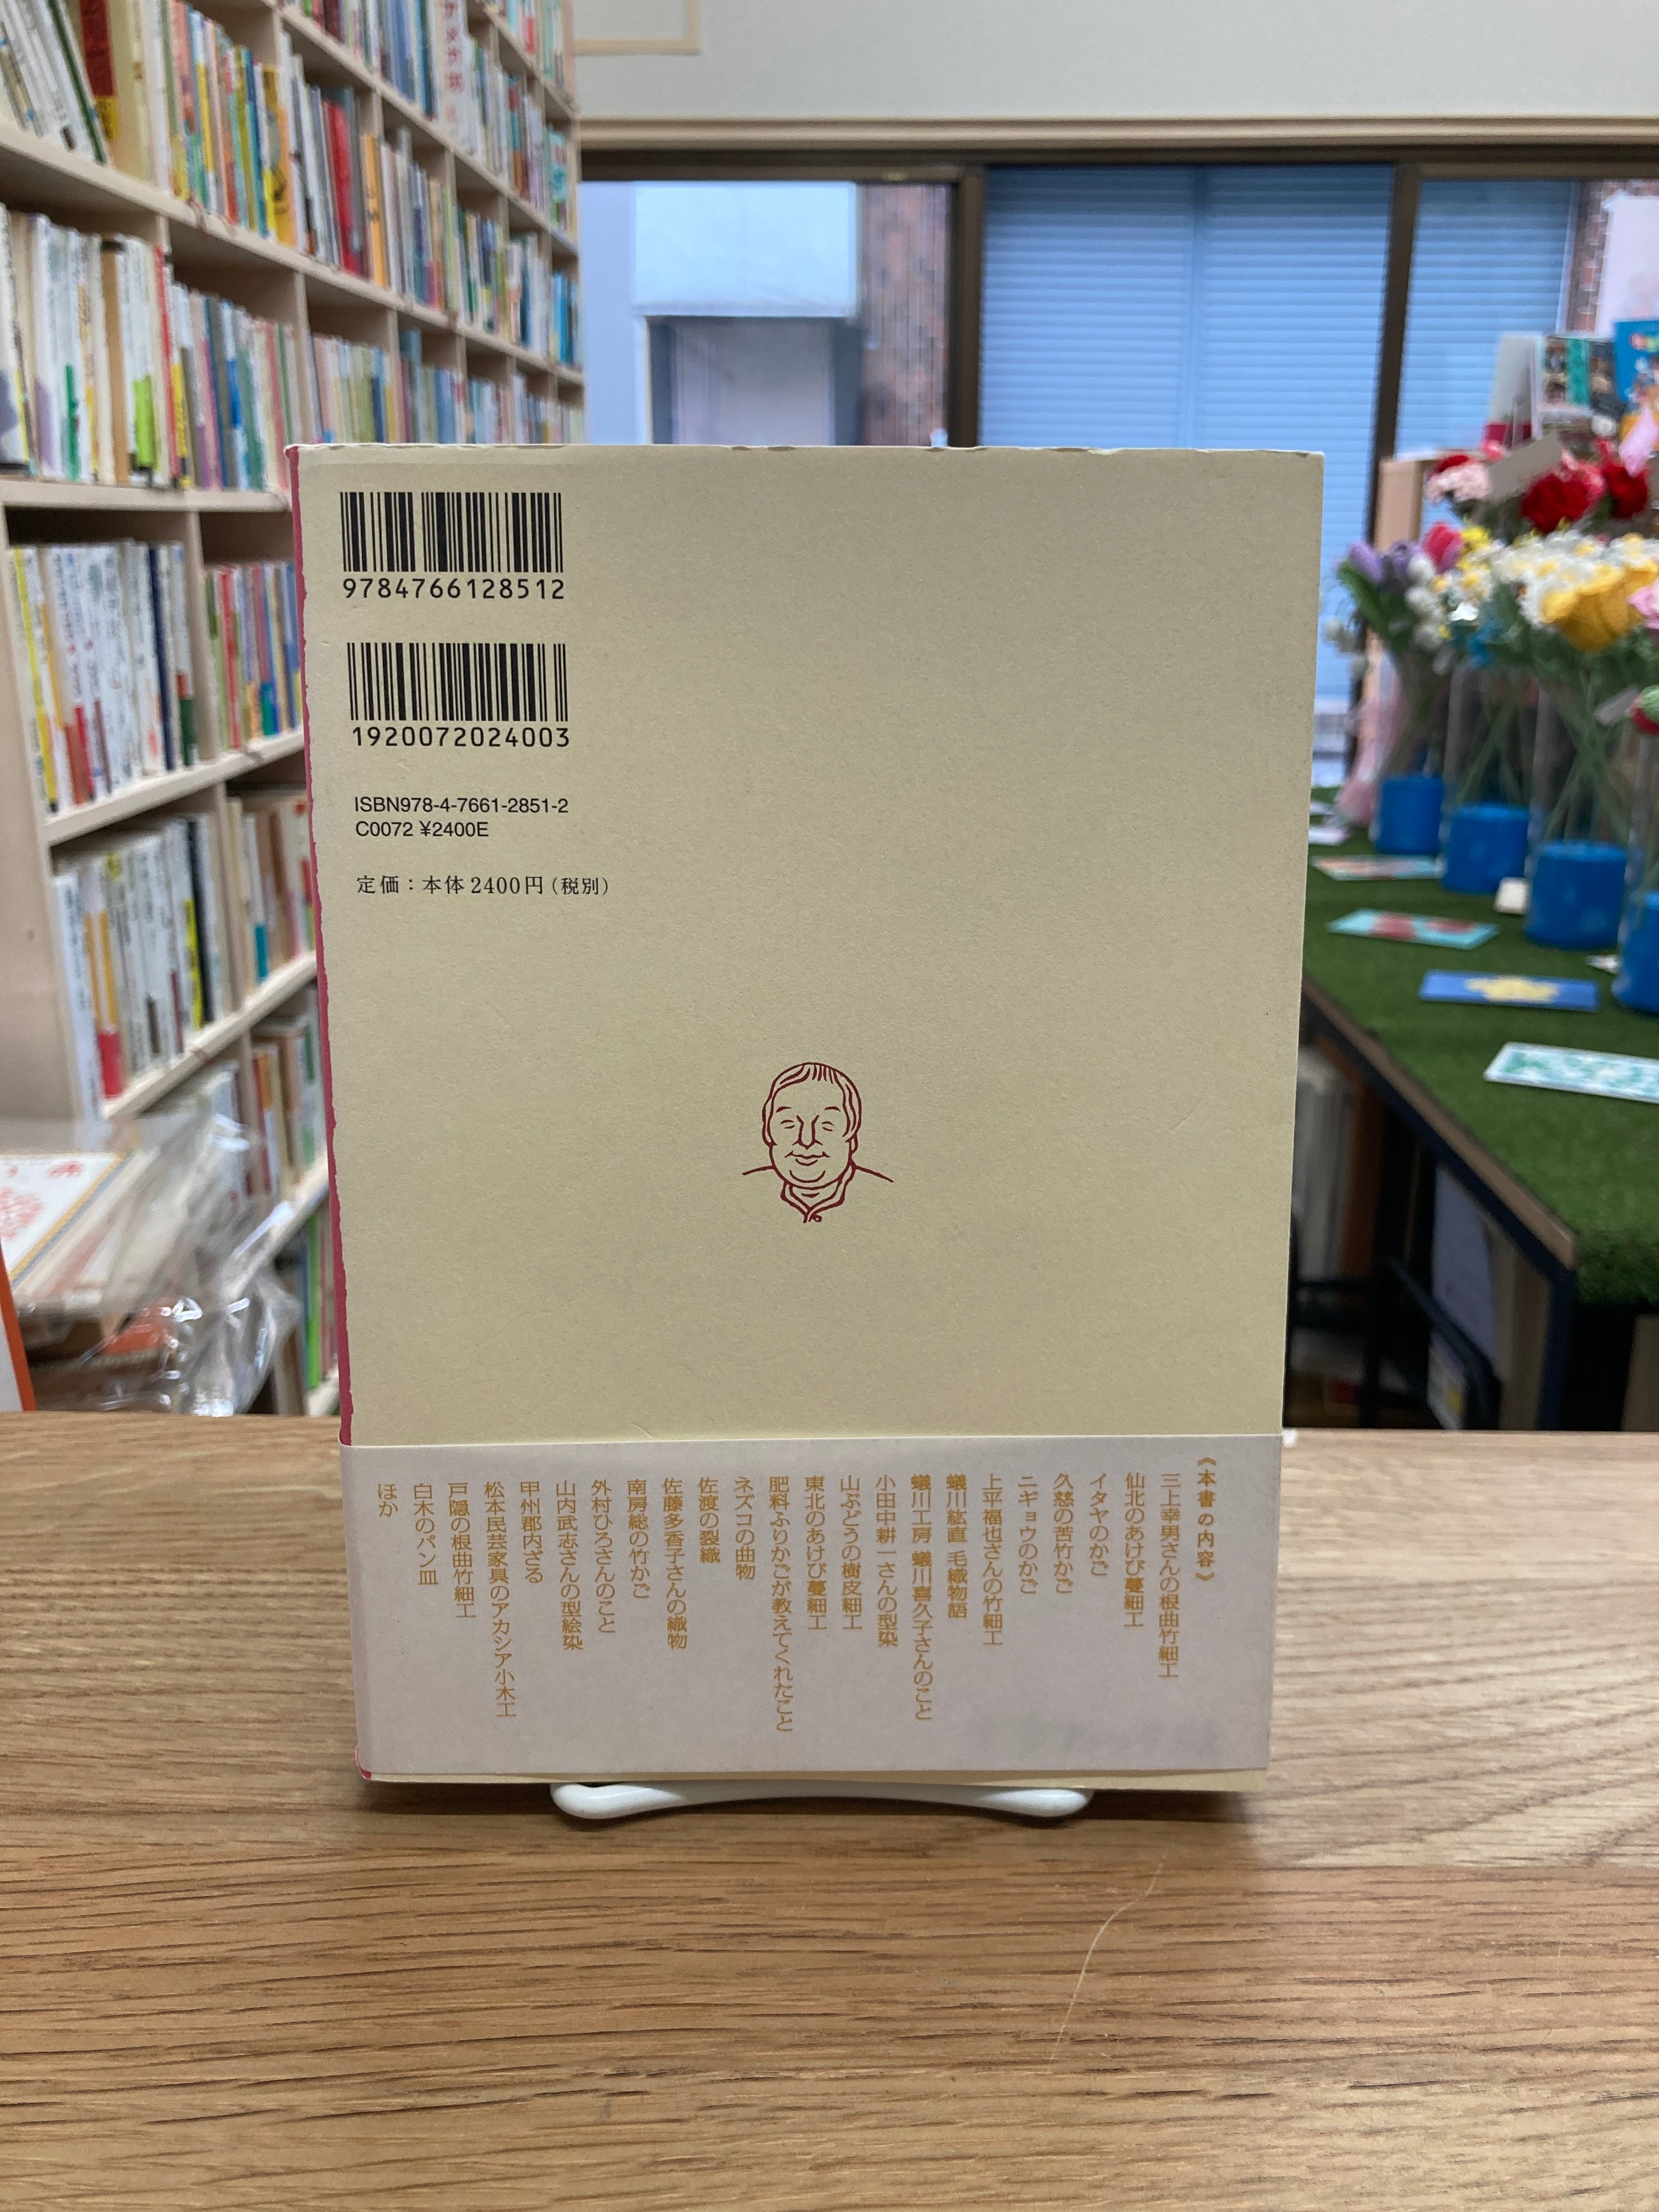 9784766128512
1920072024003
ISBN978-4-7661-2851-2
C0072 ¥2400E
定価：本体2400円（税別）
《本書の内容》
三上幸男さんの根曲竹細工
仙北のあけび蔓細工
イタヤのかご
久慈の苦竹かご
ニギョウのかご
上平福也さんの竹細工
蟻川紘直 毛織物語
蟻川工房 蟻川喜久子さんのこと
小田中耕一さんの型染
山ぶどうの樹皮細工
東北のあけび蔓細工
肥料ふりかごが教えてくれたこと
ネズコの曲物
佐渡の裂織
佐藤多香子さんの織物
南房総の竹かご
外村ひろさんのこと
山内武志さんの型絵染
甲州郡内ざる
松本民芸家具のアカシア小木工
戸隠の根曲竹細工
白木のパン皿
ほか